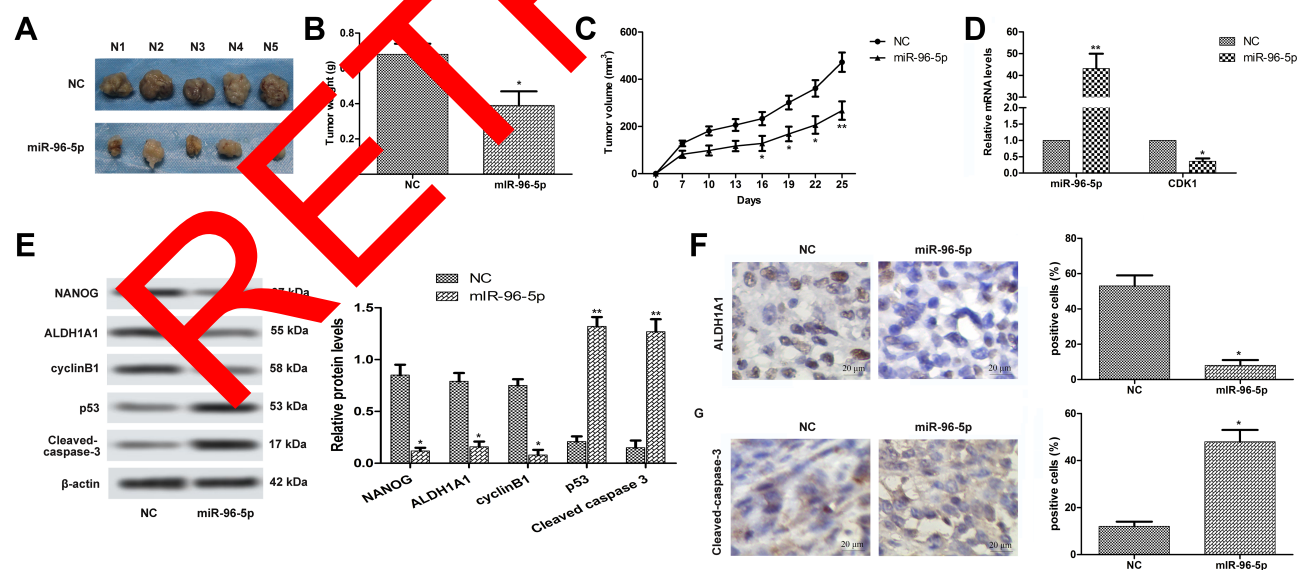 A
N1 N2 N3 N4 N5
NC
miR-96-5p
B
Tumor weight (g)
0.8
0.4
0.2
NC
mIR-96-5p
*
C
Tumor volume (mm3)
600
400
200
0
0 7 10 13 16 19 22 25
Days
NC
miR-96-5p
* * * **
D
Relative mRNA levels
60
50
40
30
2.0
1.5
1.0
0.5
0.0
miR-96-5p CDK1
NC
miR-96-5p
**
*
RET
E
NANOG
ALDH1A1 55 kDa
cyclinB1 58 kDa
p53 53 kDa
Cleaved-
caspase-3 17 kDa
β-actin 42 kDa
NC miR-96-5p
NC
mIR-96-5p
Relative protein levels
1.5
1.0
0.5
0.0
* * * ** **
NANOG ALDH1A1 cyclinB1 p53 Cleaved caspase 3
F
NC miR-96-5p
ALDH1A1
20 μm 20 μm
positive cells (%)
80
60
40
20
0
*
NC mIR-96-5p
G
NC miR-96-5p
Cleaved-caspase-3
20 μm 20 μm
positive cells (%)
60
40
20
0
*
NC mIR-96-5p